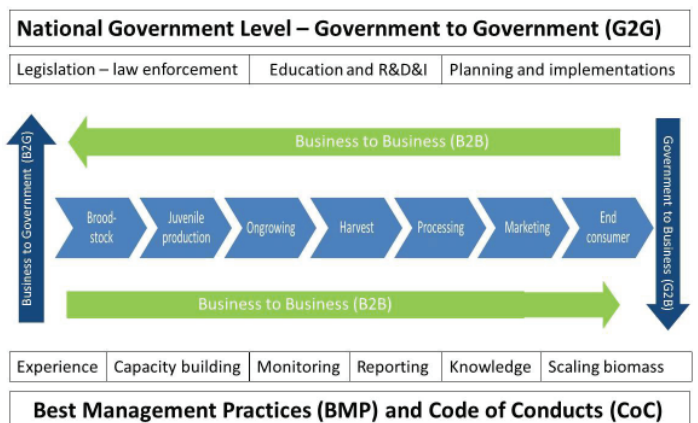 National Government Level – Government to Government (G2G)
Legislation – law enforcement
Education and R&D&I
Planning and implementations
Business to Government (B2G)
Business to Business (B2B)
Government to Business (G2B)
Brood-
stock
Juvenile
production
Ongrowing
Harvest
Processing
Marketing
End
consumer
Business to Business (B2B)
Experience
Capacity building
Monitoring
Reporting
Knowledge
Scaling biomass
Best Management Practices (BMP) and Code of Conducts (CoC)